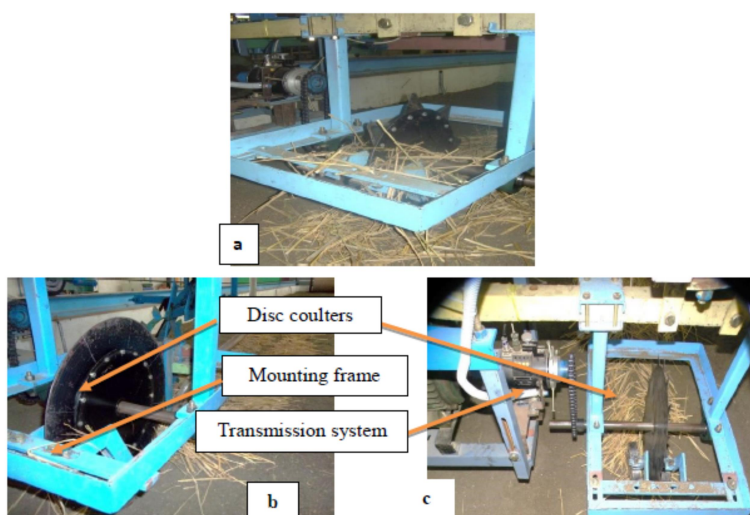 a
Disc coulters
Mounting frame
Transmission system
b
c